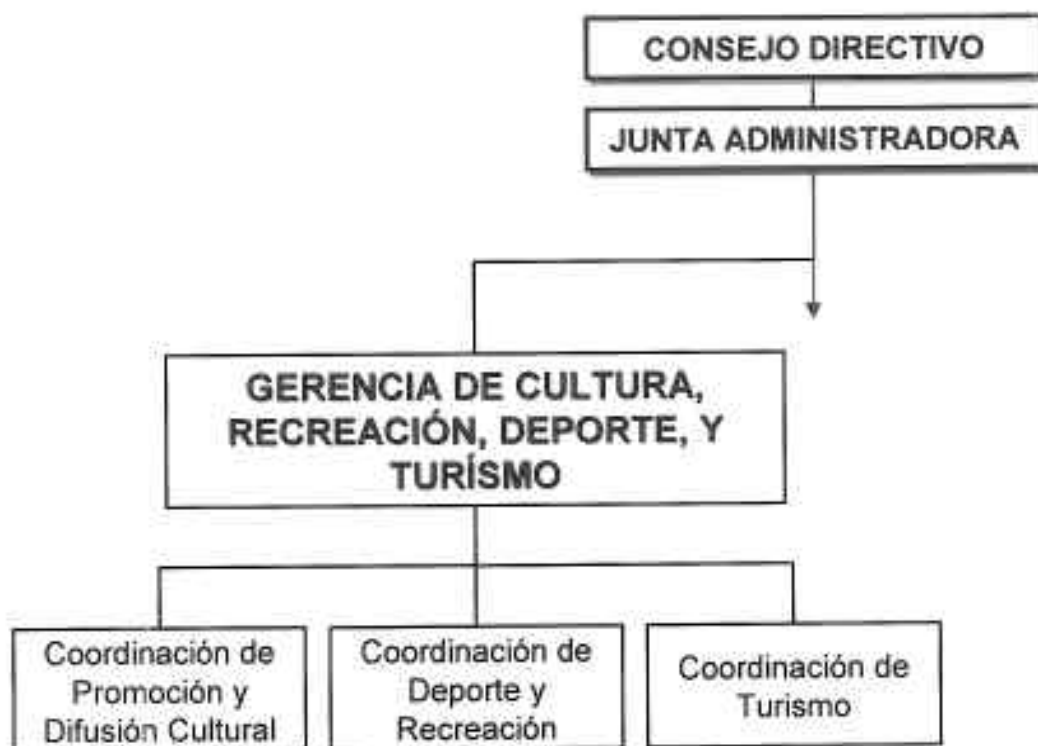 CONSEJO DIRECTIVO
JUNTA ADMINISTRADORA
GERENCIA DE CULTURA,
RECREACIÓN, DEPORTE, Y
TURÍSMO
Coordinación de
Promoción y
Difusión Cultural
Coordinación de
Deporte y
Recreación
Coordinación de
Turismo